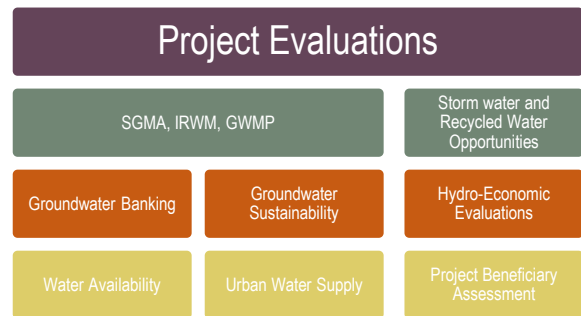 Project Evaluations
SGMA, IRWM, GWMP
Storm water and
Recycled Water
Opportunities
Groundwater Banking
Groundwater
Sustainability
Hydro-Economic
Evaluations
Water Availability
Urban Water Supply
Project Beneficiary
Assessment